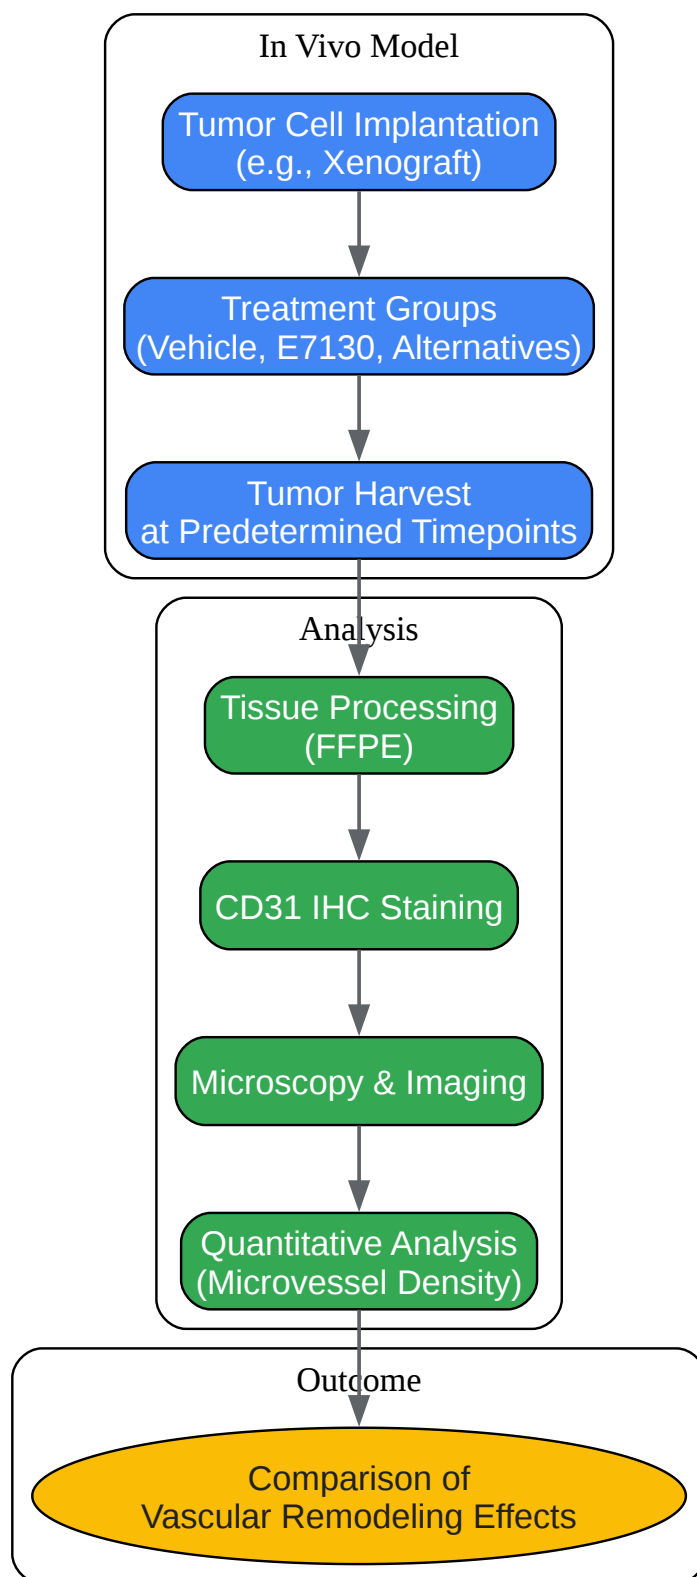 In Vivo Model
Tumor Cell Implantation
(e.g., Xenograft)
Treatment Groups
(Vehicle, E7130, Alternatives)
Tumor Harvest
at Predetermined Timepoints
Analysis
Tissue Processing
(FFPE)
CD31 IHC Staining
Microscopy & Imaging
Quantitative Analysis
(Microvessel Density)
Outcome
Comparison of
Vascular Remodeling Effects